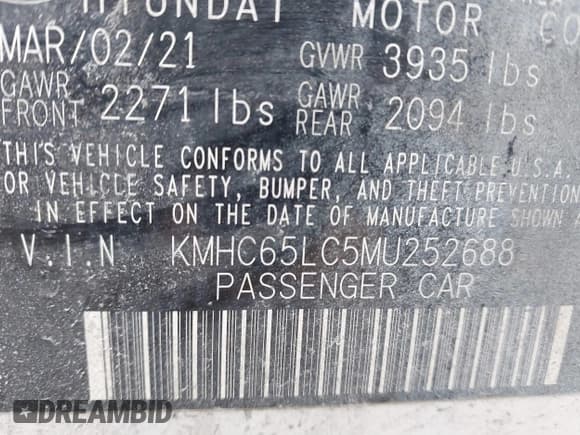 HYUNDAI MOTOR CO
MAR/02/21 GVWR 3935 lbs
GAWR FRONT 2271 lbs GAWR REAR 2094 lbs
THIS VEHICLE CONFORMS TO ALL APPLICABLE U.S.A.
OR VEHICLE SAFETY, BUMPER, AND THEFT PREVENTION
IN EFFECT ON THE DATE OF MANUFACTURE SHOWN
V.I.N KMHC65LC5MU252688
PASSENGER CAR
DREAMBID